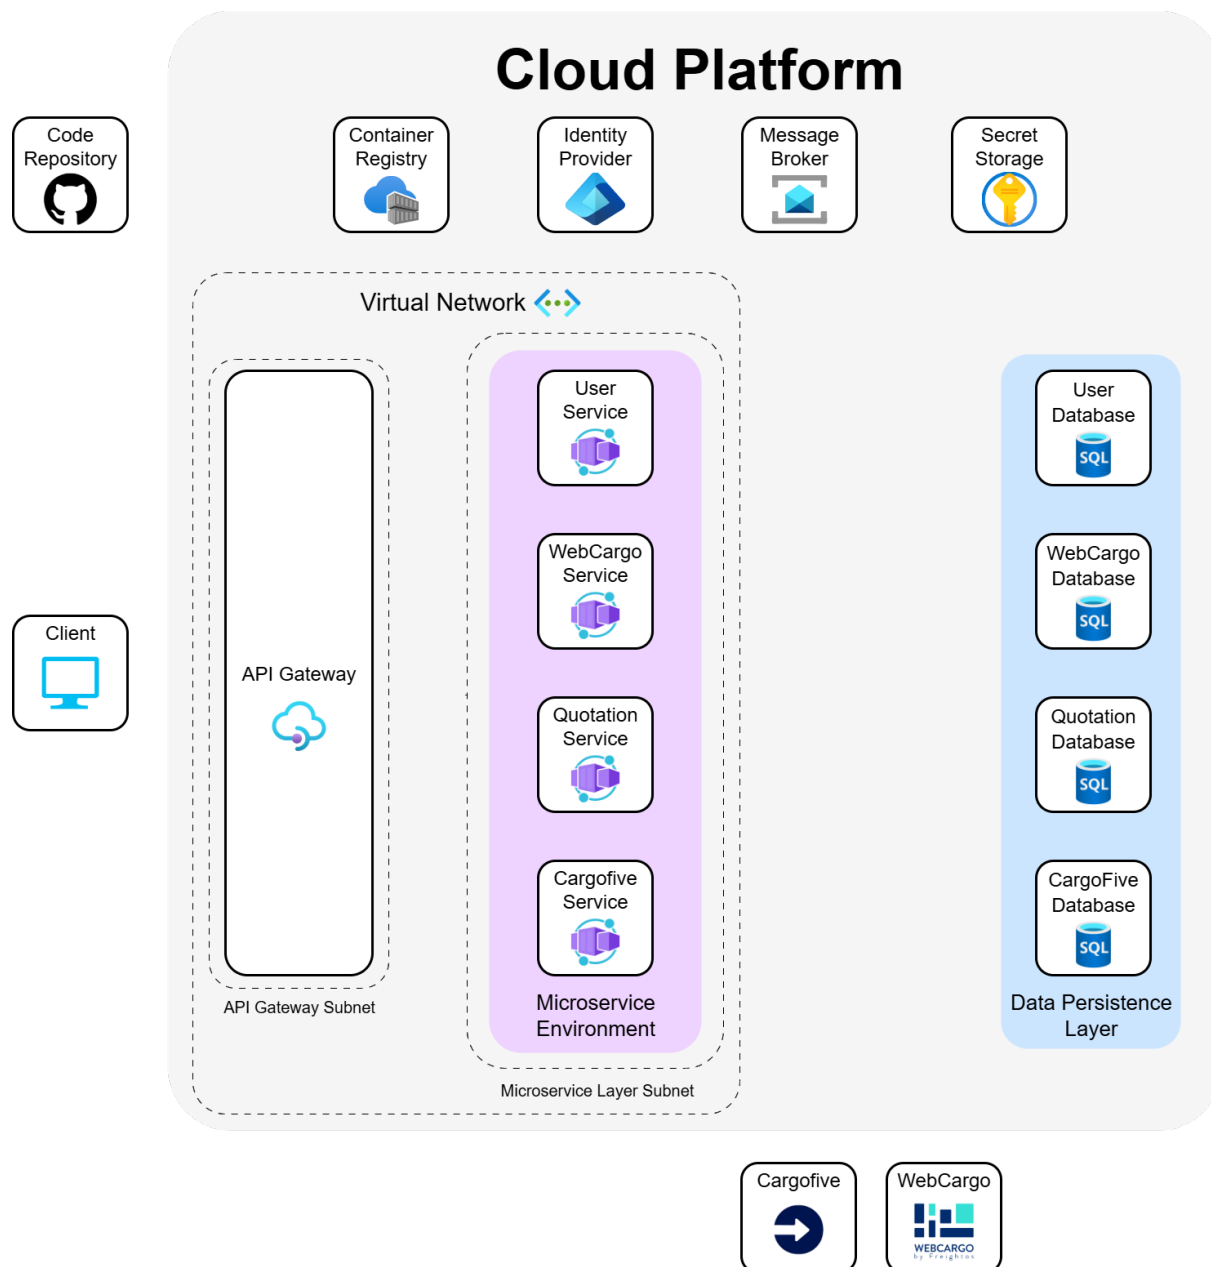 Cloud Platform
Code
Repository
Container
Registry
Identity
Provider
Message
Broker
Secret
Storage
Virtual Network
User
Service
User
Database
WebCargo
Service
WebCargo
Database
Client
API Gateway
Quotation
Service
Quotation
Database
Cargofive
Service
CargoFive
Database
SQL
SQL
SQL
SQL
API Gateway Subnet
Microservice
Environment
Data Persistence
Layer
Microservice Layer Subnet
Cargofive
WebCargo
WEBCARGO
by Freightos